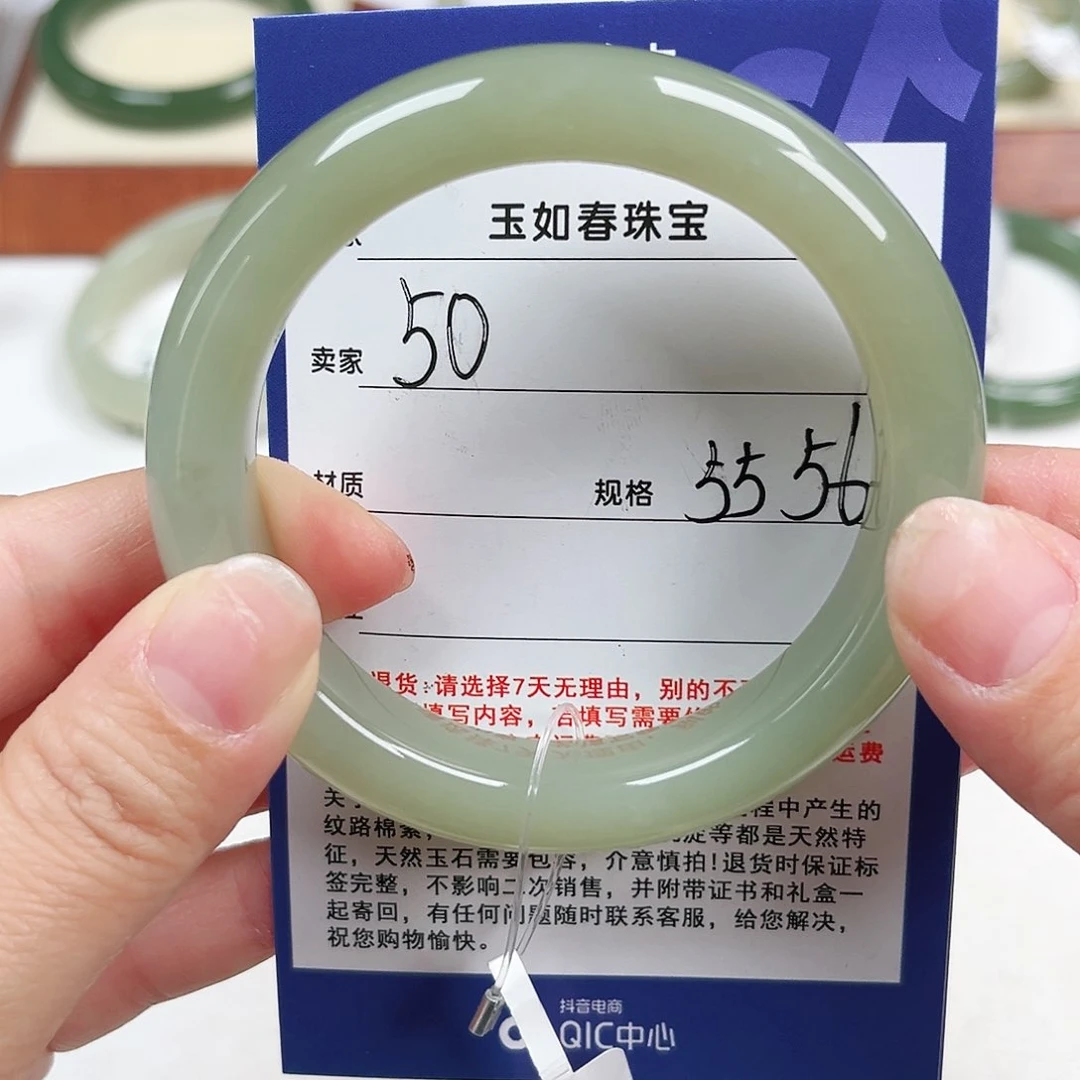 玉如春珠宝
卖家 50
材质 规格 55 56
退货:请选择7天无理由，别的不
填写内容，若填写需要
运费
关 程中产生的
纹路棉絮， 淀等都是天然特
征，天然玉石需要包容，介意慎拍!退货时保证标
签完整，不影响二次销售，并附带证书和礼盒一
起寄回，有任何问题随时联系客服，给您解决，
祝您购物愉快。
抖音电商
QIC中心